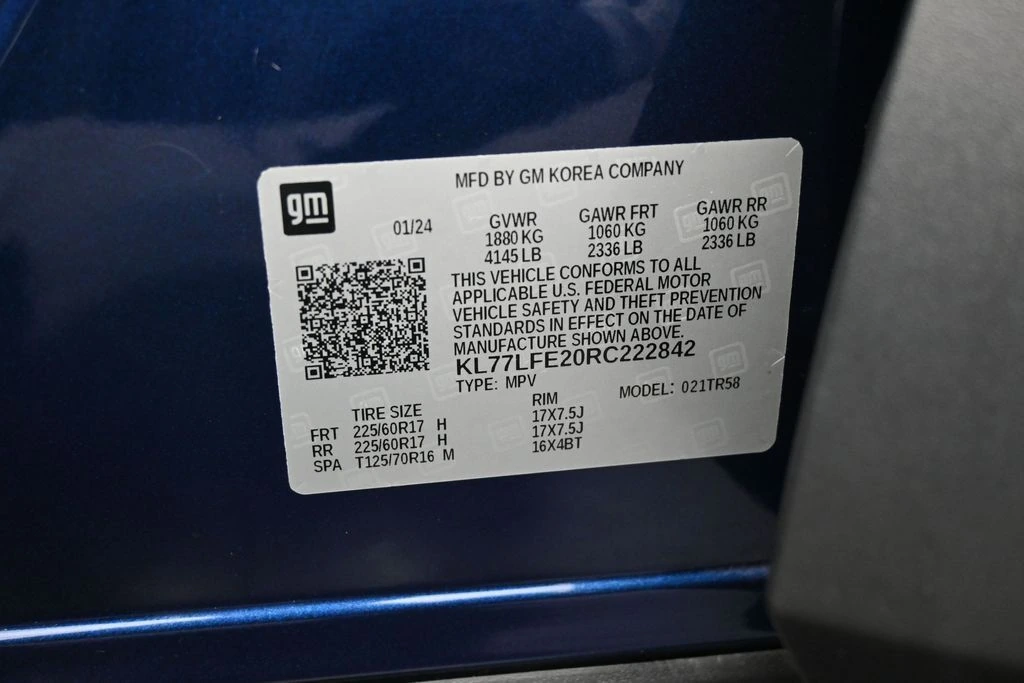 gm
MFD BY GM KOREA COMPANY
01/24
GVWR GAWR FRT GAWR RR
1880 KG 1060 KG 1060 KG
4145 LB 2336 LB 2336 LB
THIS VEHICLE CONFORMS TO ALL
APPLICABLE U.S. FEDERAL MOTOR
VEHICLE SAFETY AND THEFT PREVENTION
STANDARDS IN EFFECT ON THE DATE OF
MANUFACTURE SHOWN ABOVE.
KL77LFE20RC222842
TYPE: MPV MODEL: 021TR58
TIRE SIZE RIM
FRT 225/60R17 H 17X7.5J
RR 225/60R17 H 17X7.5J
SPA T125/70R16 M 16X4BT